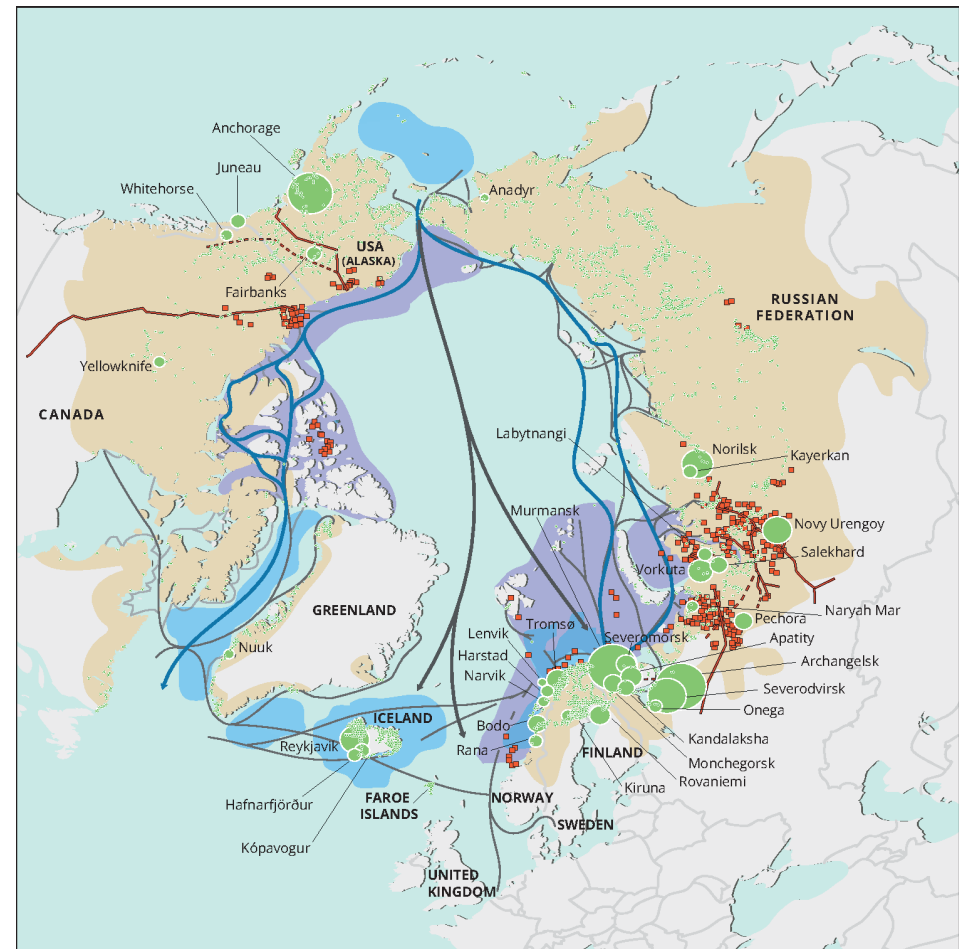 Anchorage
Juneau
Whitehorse
Anadyr
USA
(ALASKA)
Fairbanks
RUSSIAN
FEDERATION
Yellowknife
CANADA
Labytnangi
Norilsk
Kayerkan
Murmansk
Novy Urengoy
Salekhard
Vorkuta
GREENLAND
Naryah Mar
Pechora
Tromsø
Lenvik
Severomorsk
Apatity
Harstad
Narvik
Archangelsk
Nuuk
Severodvirsk
Onega
ICELAND
Bodo
Reykjavik
Rana
Kandalaksha
FINLAND
Monchegorsk
Rovaniemi
Kiruna
Hafnarfjörður
FAROE
ISLANDS
NORWAY
SWEDEN
Kópavogur
UNITED
KINGDOM